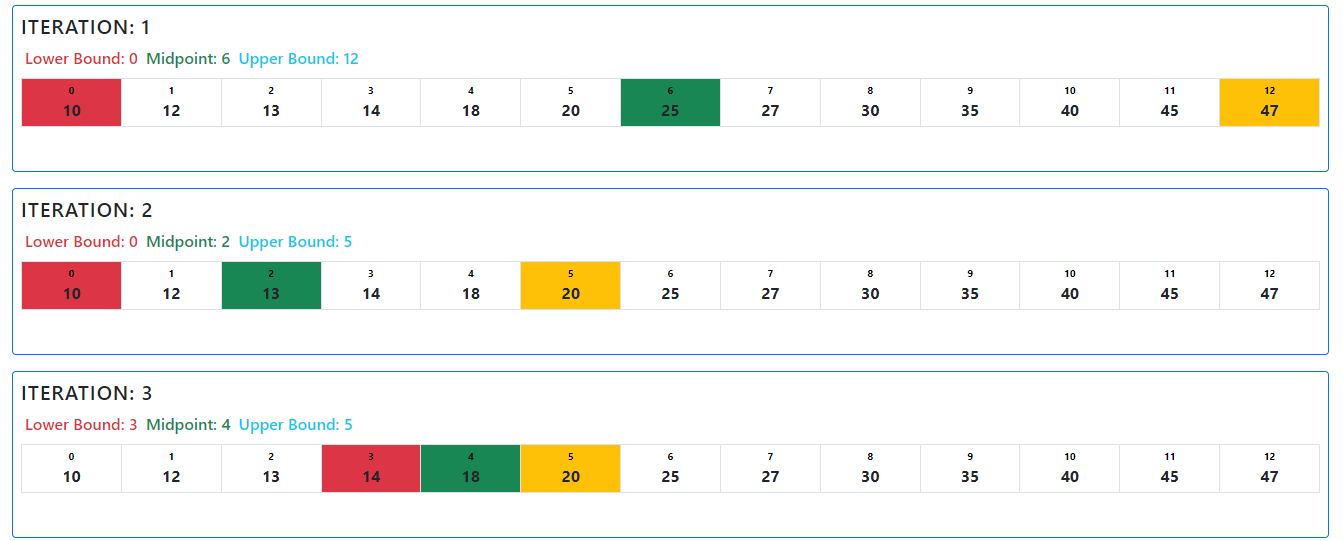 ITERATION: 1
Lower Bound: 0 Midpoint: 6 Upper Bound: 12
0 1 2 3 4 5 6 7 8 9 10 11 12
10 12 13 14 18 20 25 27 30 35 40 45 47
ITERATION: 2
Lower Bound: 0 Midpoint: 2 Upper Bound: 5
0 1 2 3 4 5 6 7 8 9 10 11 12
10 12 13 14 18 20 25 27 30 35 40 45 47
ITERATION: 3
Lower Bound: 3 Midpoint: 4 Upper Bound: 5
0 1 2 3 4 5 6 7 8 9 10 11 12
10 12 13 14 18 20 25 27 30 35 40 45 47